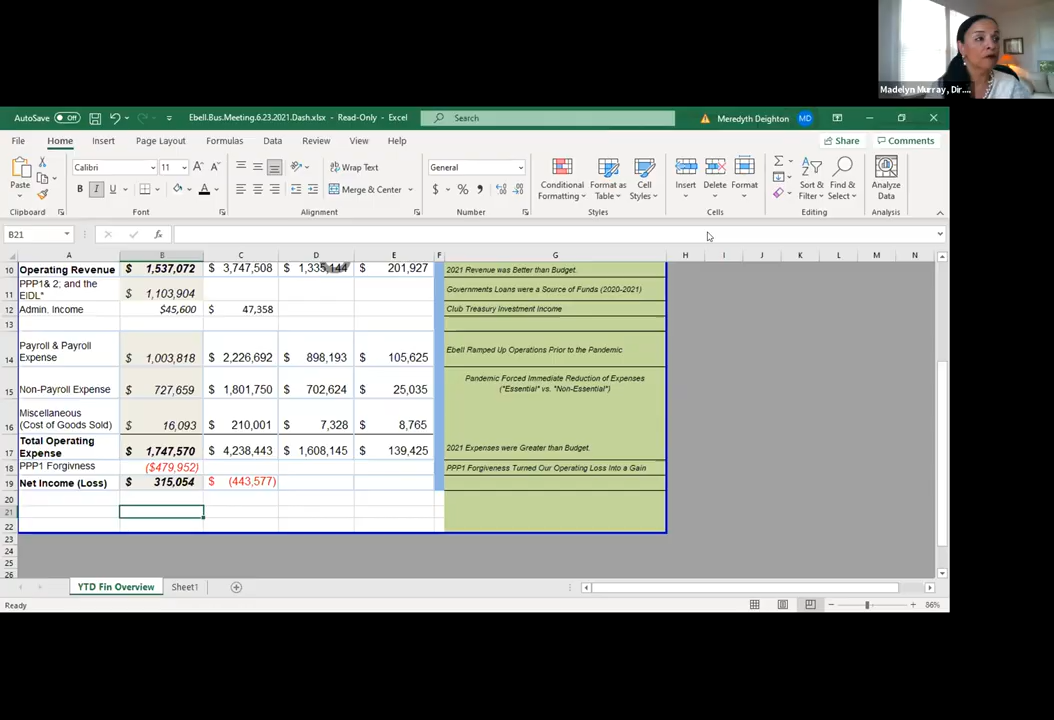 Madelyn Murray, Dir....
AutoSave Off Ebell.Bus.Meeting.6.23.2021.Dash.xlsx - Read-Only - Excel Search Meredyth Deighton MD
File Home Insert Page Layout Formulas Data Review View Help Share Comments
Paste Calibri 11 A A Wrap Text General Conditional Format as Cell Insert Delete Format Sort & Find & Analyze
B I U A Merge & Center $ % , Formatting Table Styles Filter Select Data
Clipboard Font Alignment Number Styles Cells Editing Analysis
B21 fx
A B C D E F G H I J K L M N
10 Operating Revenue $ 1,537,072 $ 3,747,508 $ 1,335,144 $ 201,927 2021 Revenue was Better than Budget.
PPP1& 2, and the
11 EIDL* $ 1,103,904 Governments Loans were a Source of Funds (2020-2021)
12 Admin. Income $45,600 $ 47,358 Club Treasury Investment Income
13
Payroll & Payroll
14 Expense $ 1,003,818 $ 2,226,692 $ 898,193 $ 105,625 Ebell Ramped Up Operations Prior to the Pandemic
Pandemic Forced Immediate Reduction of Expenses
15 Non-Payroll Expense $ 727,659 $ 1,801,750 $ 702,624 $ 25,035 ("Essential" vs. "Non-Essential")
Miscellaneous
16 (Cost of Goods Sold) $ 16,093 $ 210,001 $ 7,328 $ 8,765
Total Operating
17 Expense $ 1,747,570 $ 4,238,443 $ 1,608,145 $ 139,425 2021 Expenses were Greater than Budget.
18 PPP1 Forgivness ($479,952) PPP1 Forgiveness Turned Our Operating Loss Into a Gain
19 Net Income (Loss) $ 315,054 $ (443,577)
20
21
22
23
24
25
26
YTD Fin Overview Sheet1
Ready 86%